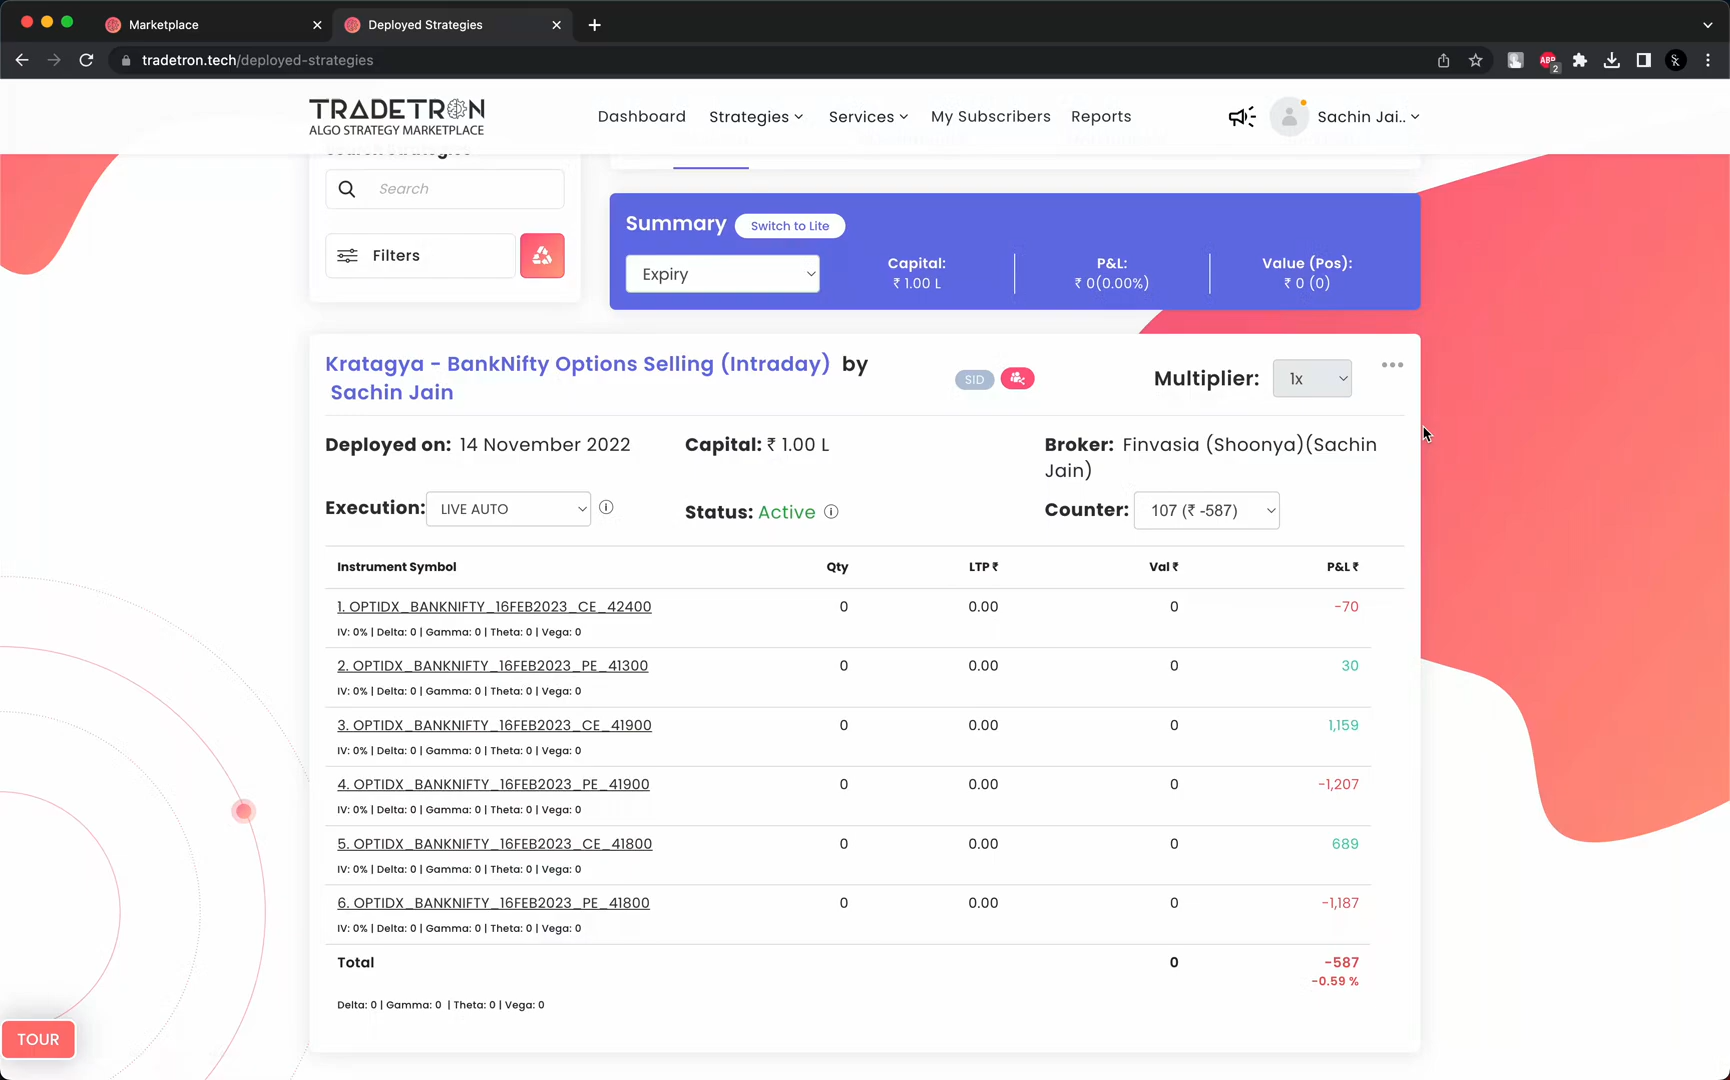 Marketplace
Deployed Strategies
tradetron.tech/deployed-strategies
ABP
2
TRADETRON
ALGO STRATEGY MARKETPLACE
Dashboard
Strategies
Services
My Subscribers
Reports
Sachin Jai..
Search Strategies
Search
Filters
Summary
Switch to Lite
Expiry
Capital:
₹ 1.00 L
P&L:
₹ 0(0.00%)
Value (Pos):
₹ 0 (0)
Kratagya - BankNifty Options Selling (Intraday) by
Sachin Jain
SID
Multiplier: 1x
Deployed on: 14 November 2022
Capital: ₹ 1.00 L
Broker: Finvasia (Shoonya)(Sachin
Jain)
Execution: LIVE AUTO
Status: Active
Counter: 107 (₹ -587)
Instrument Symbol Qty LTP ₹ Val ₹ P&L ₹
1. OPTIDX_BANKNIFTY_16FEB2023_CE_42400 0 0.00 0 -70
IV: 0% | Delta: 0 | Gamma: 0 | Theta: 0 | Vega: 0
2. OPTIDX_BANKNIFTY_16FEB2023_PE_41300 0 0.00 0 30
IV: 0% | Delta: 0 | Gamma: 0 | Theta: 0 | Vega: 0
3. OPTIDX_BANKNIFTY_16FEB2023_CE_41900 0 0.00 0 1,159
IV: 0% | Delta: 0 | Gamma: 0 | Theta: 0 | Vega: 0
4. OPTIDX_BANKNIFTY_16FEB2023_PE_41900 0 0.00 0 -1,207
IV: 0% | Delta: 0 | Gamma: 0 | Theta: 0 | Vega: 0
5. OPTIDX_BANKNIFTY_16FEB2023_CE_41800 0 0.00 0 689
IV: 0% | Delta: 0 | Gamma: 0 | Theta: 0 | Vega: 0
6. OPTIDX_BANKNIFTY_16FEB2023_PE_41800 0 0.00 0 -1,187
IV: 0% | Delta: 0 | Gamma: 0 | Theta: 0 | Vega: 0
Total 0 -587
-0.59 %
Delta: 0 | Gamma: 0 | Theta: 0 | Vega: 0
TOUR